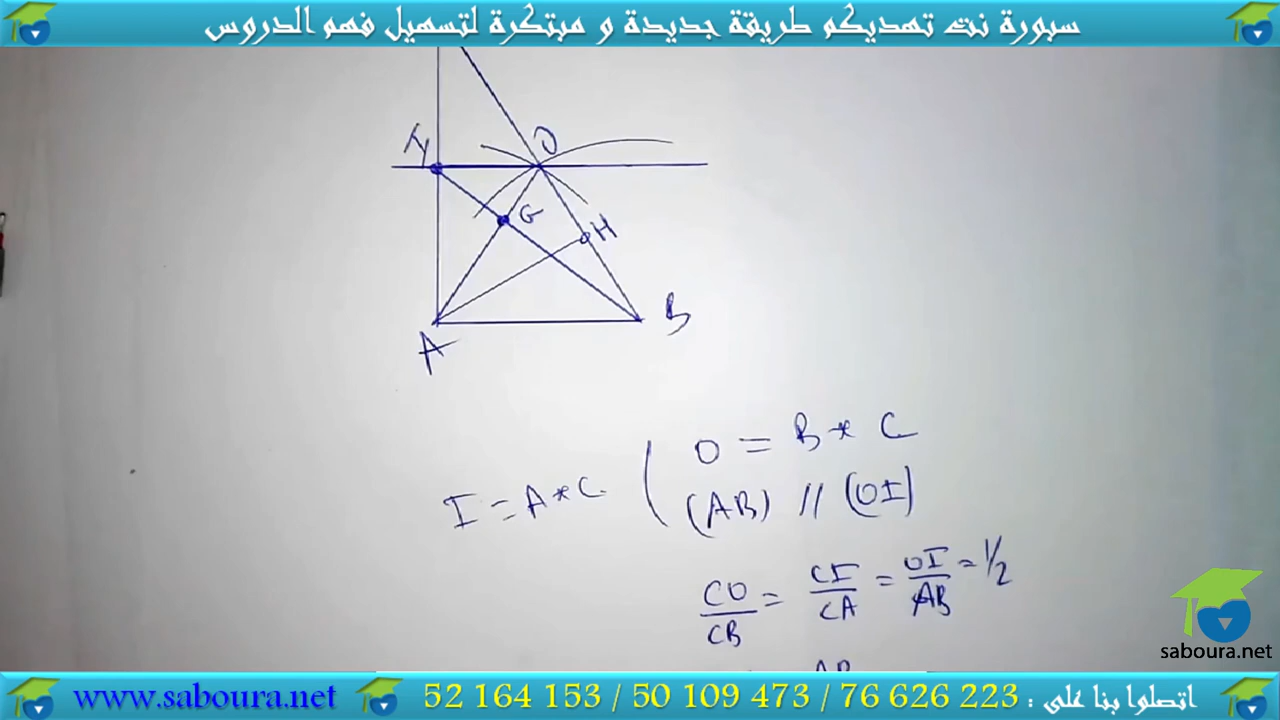 سبورة نت تهديكم طريقة جديدة و مبتكرة لتسهيل فهم الدروس
I
O
G
H
A
B
O = B * C
I = A * C
(AB) // (OI)
CO/CB = CI/CA = OI/AB = 1/2
AB
saboura.net
www.saboura.net
52 164 153 / 50 109 473 / 76 626 223 : اتصلوا بنا على